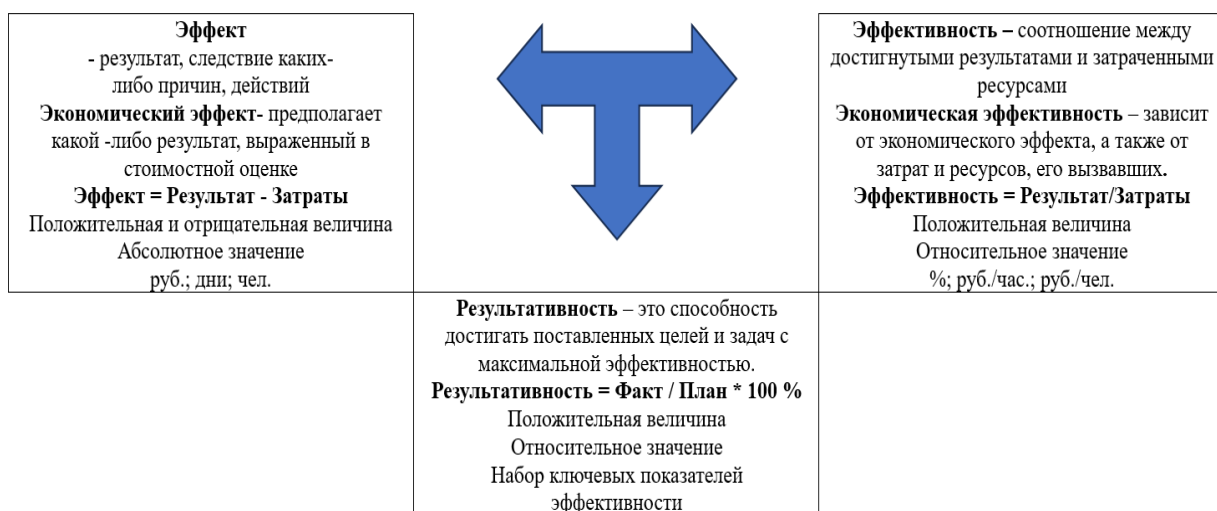 Эффект
- результат, следствие каких-
либо причин, действий
Экономический эффект- предполагает
какой -либо результат, выраженный в
стоимостной оценке
Эффект = Результат - Затраты
Положительная и отрицательная величина
Абсолютное значение
руб.; дни; чел.
Эффективность – соотношение между
достигнутыми результатами и затраченными
ресурсами
Экономическая эффективность – зависит
от экономического эффекта, а также от
затрат и ресурсов, его вызвавших.
Эффективность = Результат/Затраты
Положительная величина
Относительное значение
%; руб./час.; руб./чел.
Результативность – это способность
достигать поставленных целей и задач с
максимальной эффективностью.
Результативность = Факт / План * 100 %
Положительная величина
Относительное значение
Набор ключевых показателей
эффективности